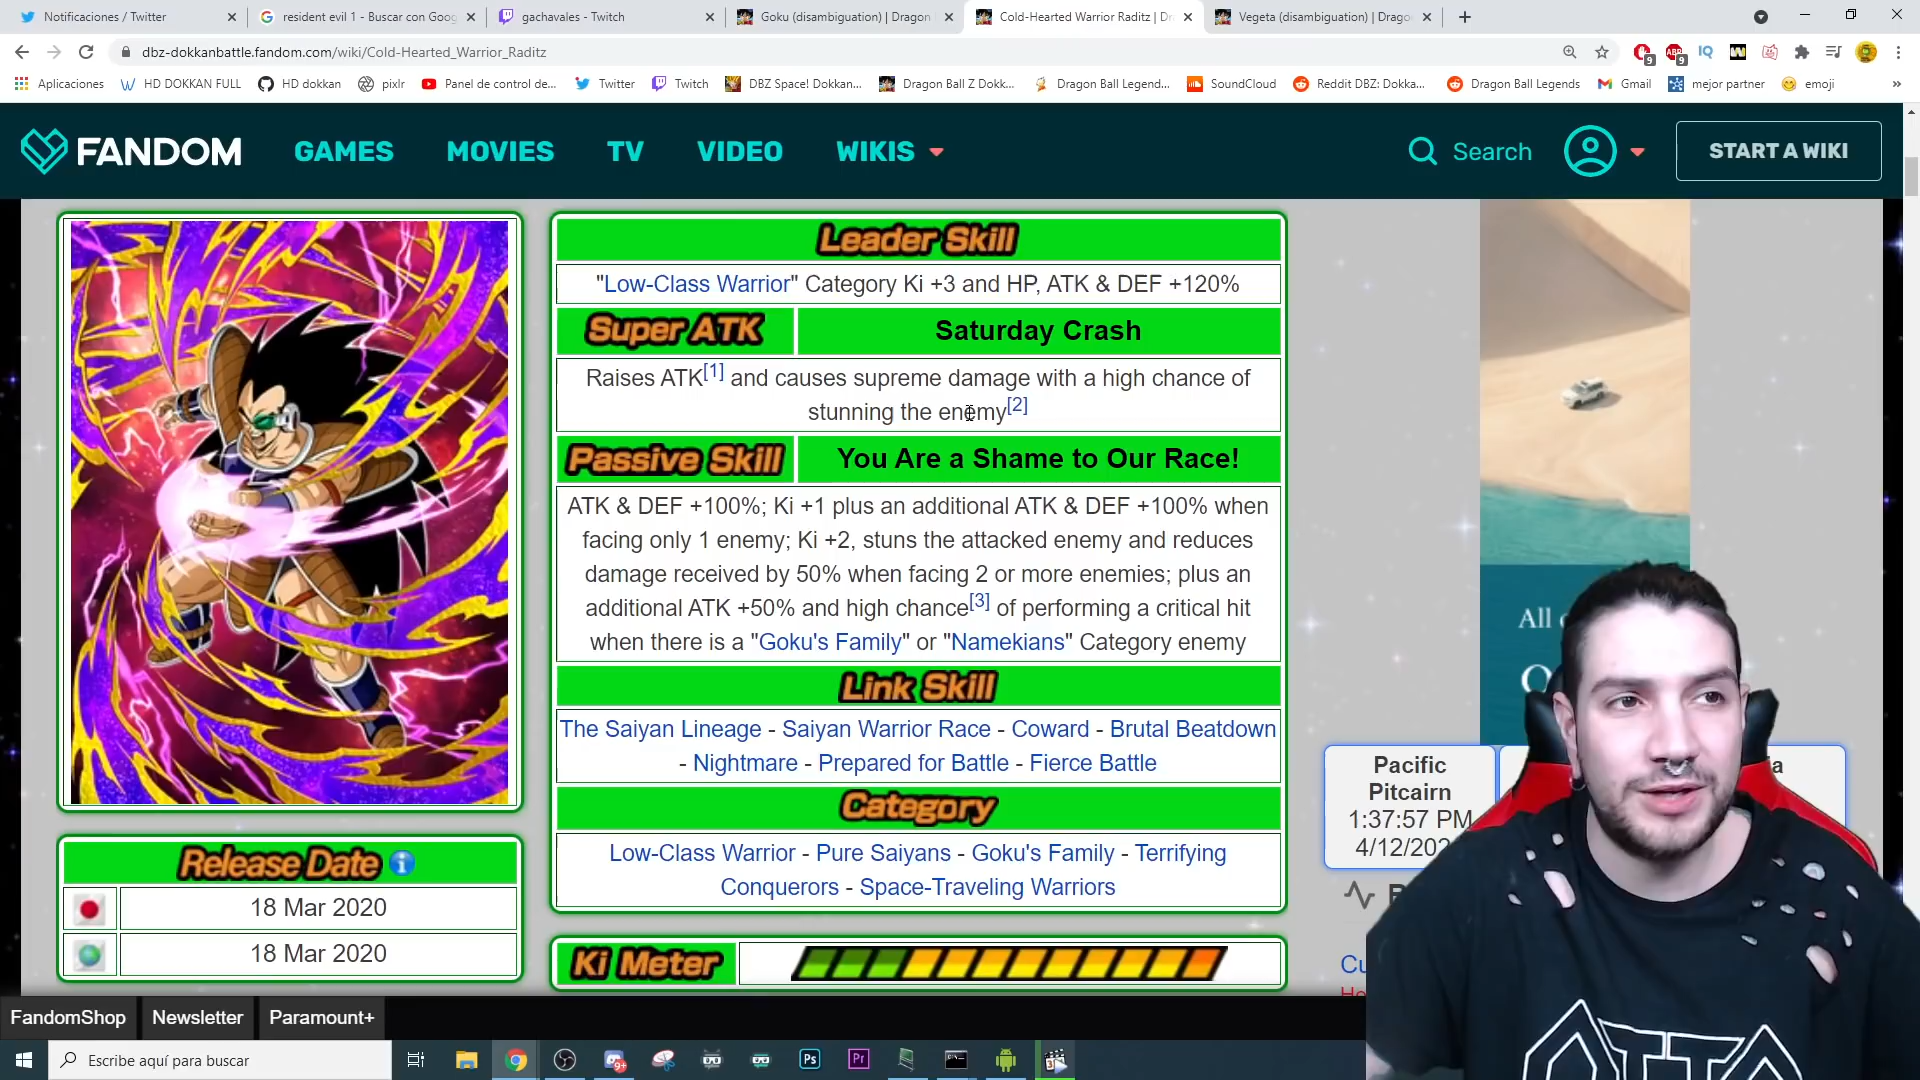 Notificaciones / Twitter
resident evil 1 - Buscar con Goog
gachavales - Twitch
Goku (disambiguation) | Dragon
Cold-Hearted Warrior Raditz | Dr
Vegeta (disambiguation) | Drago
dbz-dokkanbattle.fandom.com/wiki/Cold-Hearted_Warrior_Raditz
Aplicaciones HD DOKKAN FULL HD dokkan pixlr Panel de control de... Twitter Twitch DBZ Space! Dokkan... Dragon Ball Z Dokk... Dragon Ball Legend... SoundCloud Reddit DBZ: Dokka... Dragon Ball Legends Gmail mejor partner emoji
FANDOM GAMES MOVIES TV VIDEO WIKIS Search START A WIKI
Leader Skill
"Low-Class Warrior" Category Ki +3 and HP, ATK & DEF +120%
Super ATK Saturday Crash
Raises ATK[1] and causes supreme damage with a high chance of
stunning the enemy[2]
Passive Skill You Are a Shame to Our Race!
ATK & DEF +100%; Ki +1 plus an additional ATK & DEF +100% when
facing only 1 enemy; Ki +2, stuns the attacked enemy and reduces
damage received by 50% when facing 2 or more enemies; plus an
additional ATK +50% and high chance[3] of performing a critical hit
when there is a "Goku's Family" or "Namekians" Category enemy
Link Skill
The Saiyan Lineage - Saiyan Warrior Race - Coward - Brutal Beatdown
- Nightmare - Prepared for Battle - Fierce Battle
Category
Low-Class Warrior - Pure Saiyans - Goku's Family - Terrifying
Conquerors - Space-Traveling Warriors
Ki Meter
Release Date
18 Mar 2020
18 Mar 2020
All
Pacific
Pitcairn
1:37:57 PM
4/12/202
FandomShop Newsletter Paramount+
Escribe aquí para buscar